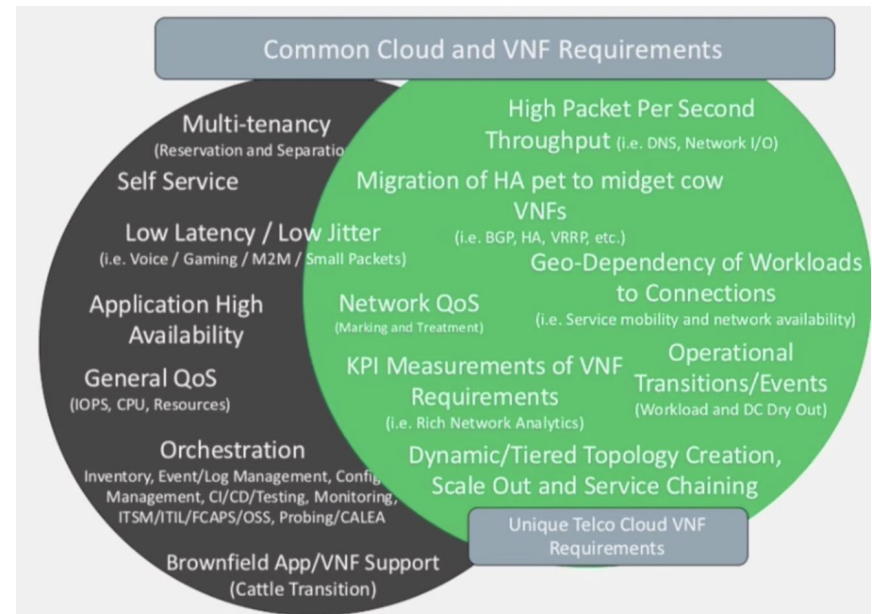 Common Cloud and VNF Requirements
Multi-tenancy
(Reservation and Separatio
Self Service
Low Latency / Low Jitter
(i.e. Voice / Gaming / M2M / Small Packets)
Application High
Availability
General QoS
(IOPS, CPU, Resources)
Orchestration
Inventory, Event/Log Management, Config
Management, CI/CD/Testing, Monitoring,
ITSM/ITIL/FCAPS/OSS, Probing/CALEA
Brownfield App/VNF Support
(Cattle Transition)
High Packet Per Second
Throughput (i.e. DNS, Network I/O)
Migration of HA pet to midget cow
VNFs
(i.e. BGP, HA, VRRP, etc.)
Geo-Dependency of Workloads
to Connections
(i.e. Service mobility and network availability)
Network QoS
(Marking and Treatment)
KPI Measurements of VNF
Requirements
(i.e. Rich Network Analytics)
Operational
Transitions/Events
(Workload and DC Dry Out)
Dynamic/Tiered Topology Creation,
Scale Out and Service Chaining
Unique Telco Cloud VNF
Requirements